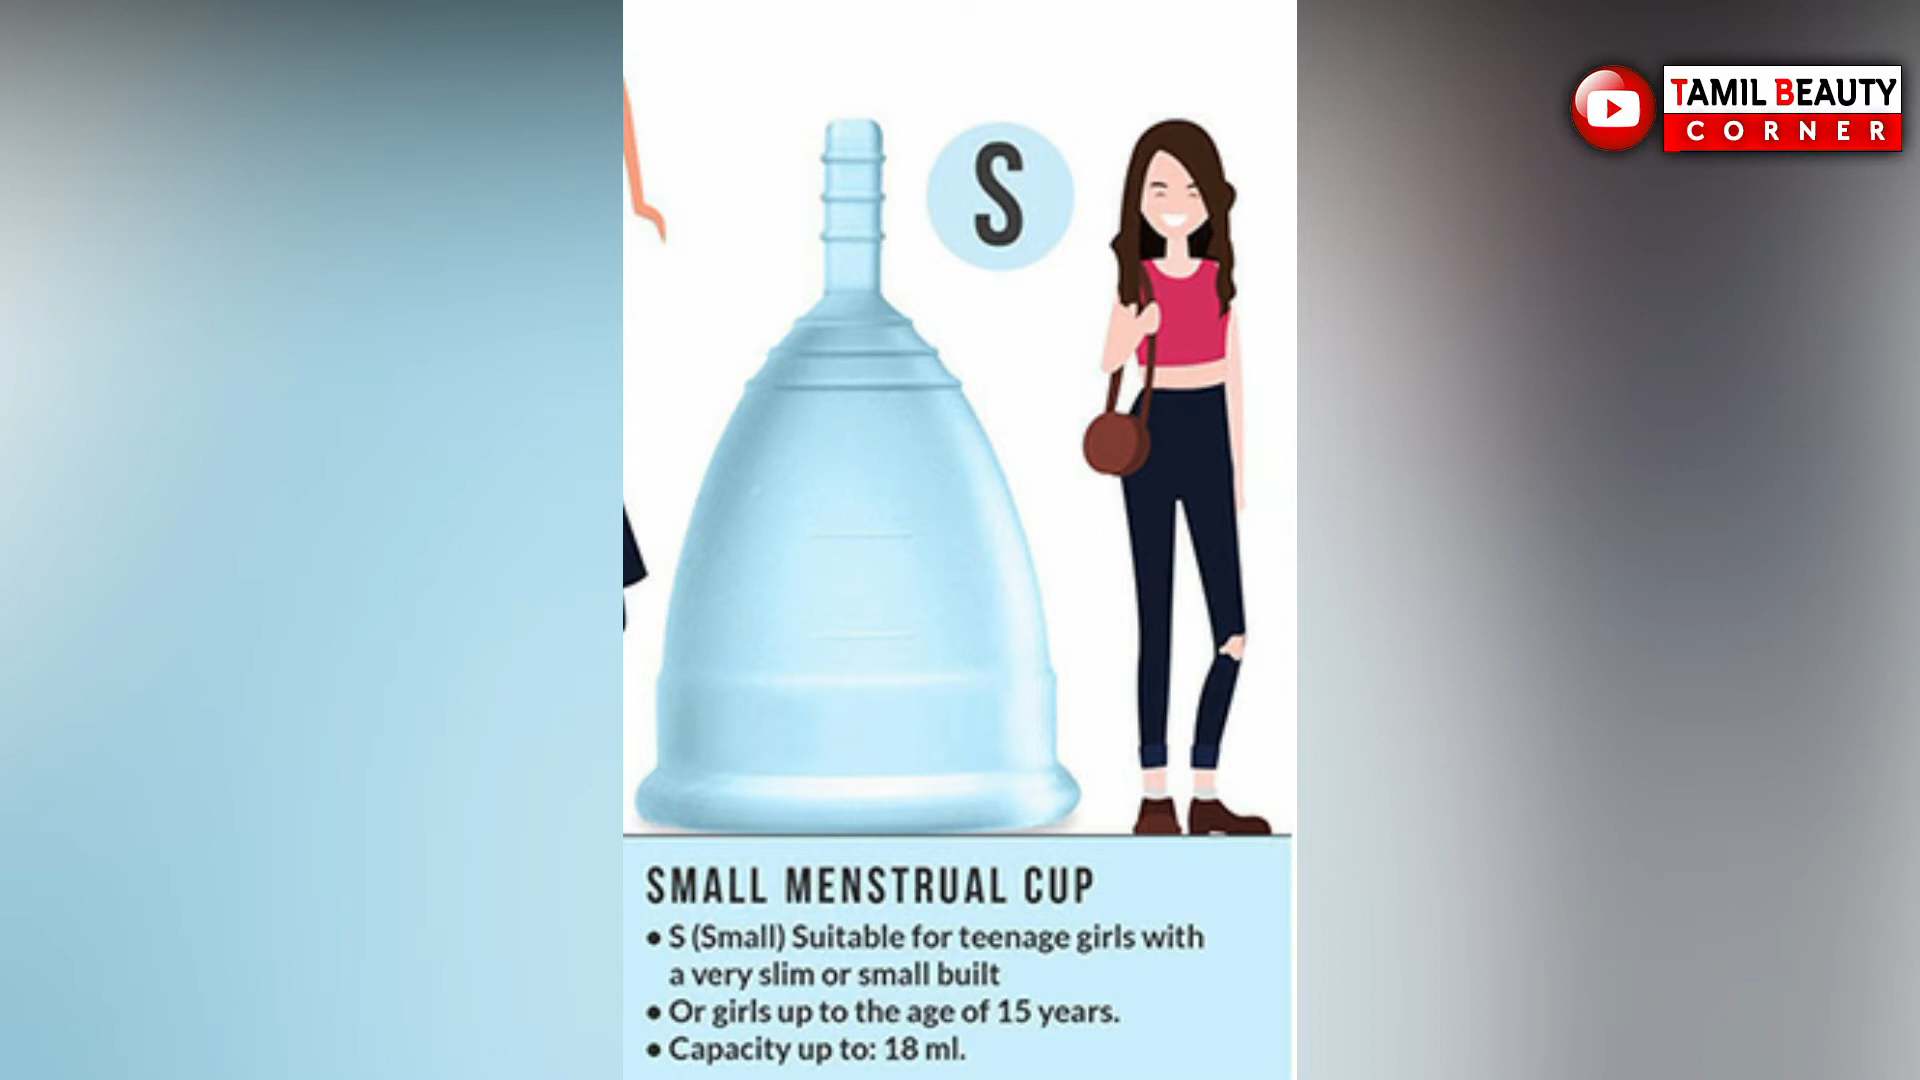 TAMIL BEAUTY
CORNER
S
SMALL MENSTRUAL CUP
• S (Small) Suitable for teenage girls with
a very slim or small built
• Or girls up to the age of 15 years.
• Capacity up to: 18 ml.